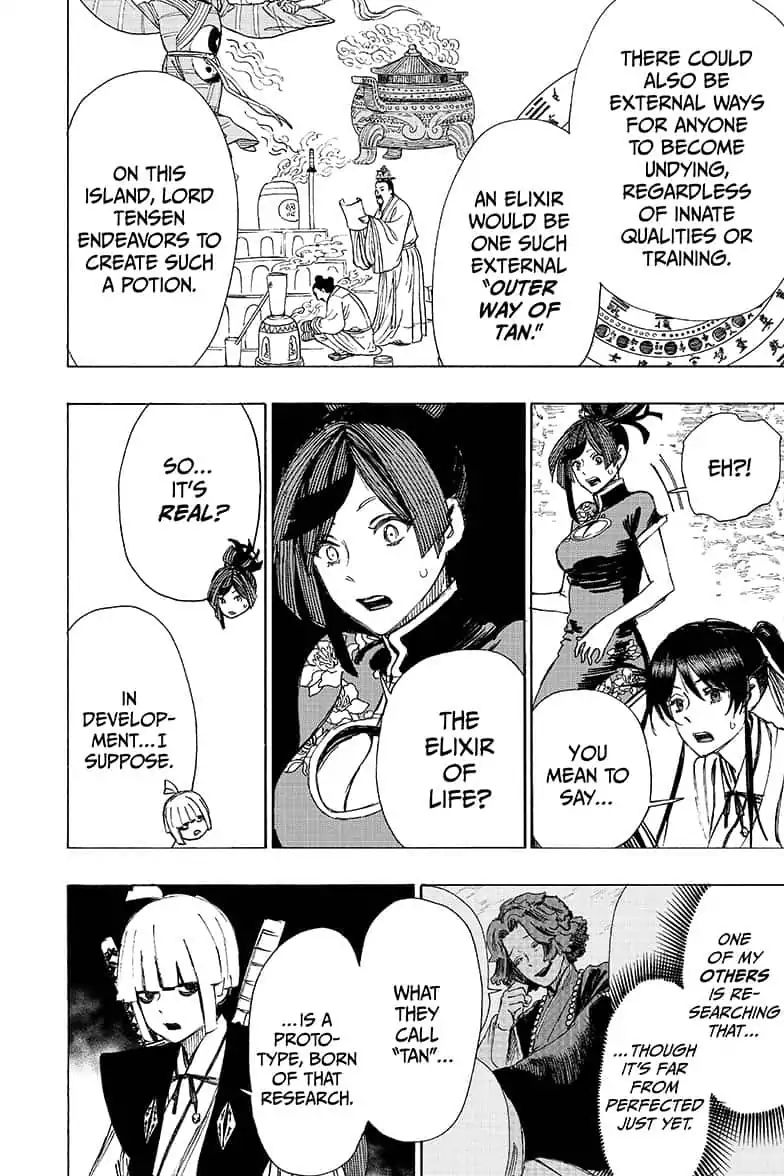 THERE COULD
ALSO BE
EXTERNAL WAYS
FOR ANYONE
TO BECOME
UNDYING,
REGARDLESS
OF INNATE
QUALITIES OR
TRAINING.
AN ELIXIR
WOULD BE
ONE SUCH
EXTERNAL
"OUTER
WAY OF
TAN."
ON THIS
ISLAND, LORD
TENSEN
ENDEAVORS TO
CREATE SUCH
A POTION.
EH?!
YOU
MEAN TO
SAY...
THE
ELIXIR
OF
LIFE?
SO...
IT'S
REAL?
IN
DEVELOP-
MENT...I
SUPPOSE.
ONE
OF MY
OTHERS
IS RE-
SEARCHING
THAT...
...THOUGH
IT'S FAR
FROM
PERFECTED
JUST YET.
WHAT
THEY
CALL
"TAN"...
...IS A
PROTO-
TYPE, BORN
OF THAT
RESEARCH.